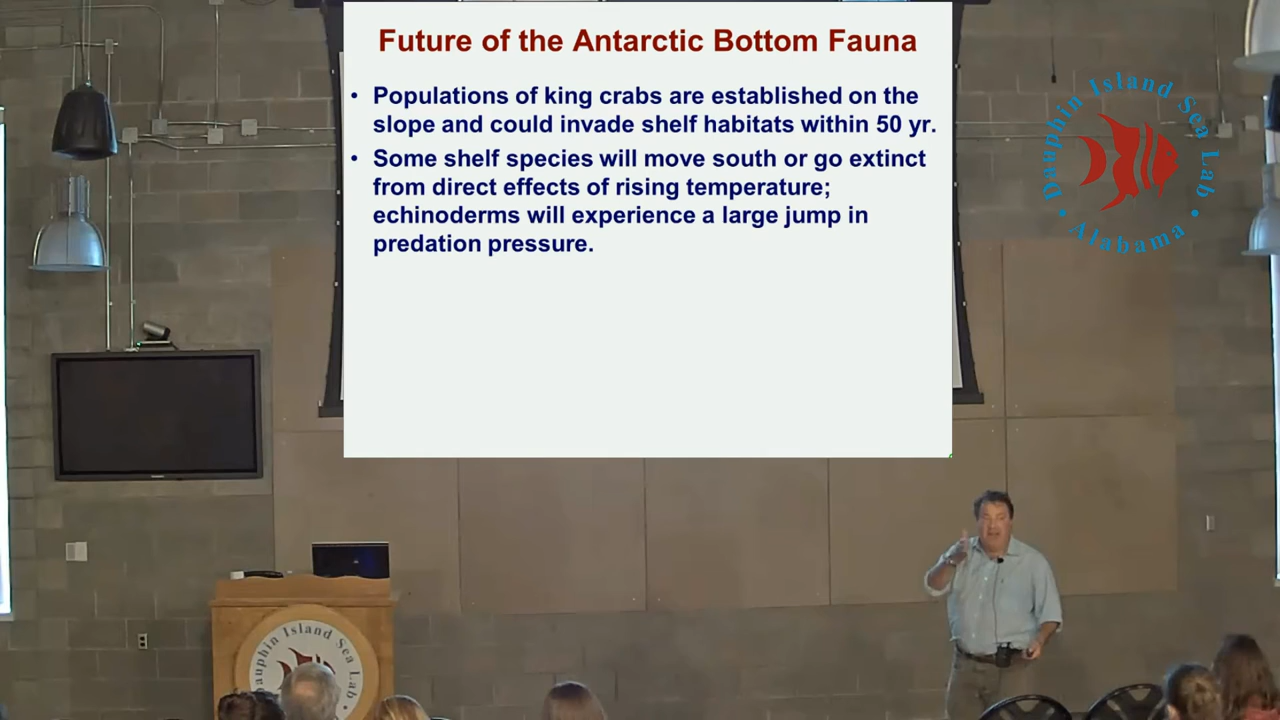 Future of the Antarctic Bottom Fauna
• Populations of king crabs are established on the
slope and could invade shelf habitats within 50 yr.
• Some shelf species will move south or go extinct
from direct effects of rising temperature;
echinoderms will experience a large jump in
predation pressure.
Dauphin Island Sea Lab
• Alabama •
Dauphin Island Sea Lab